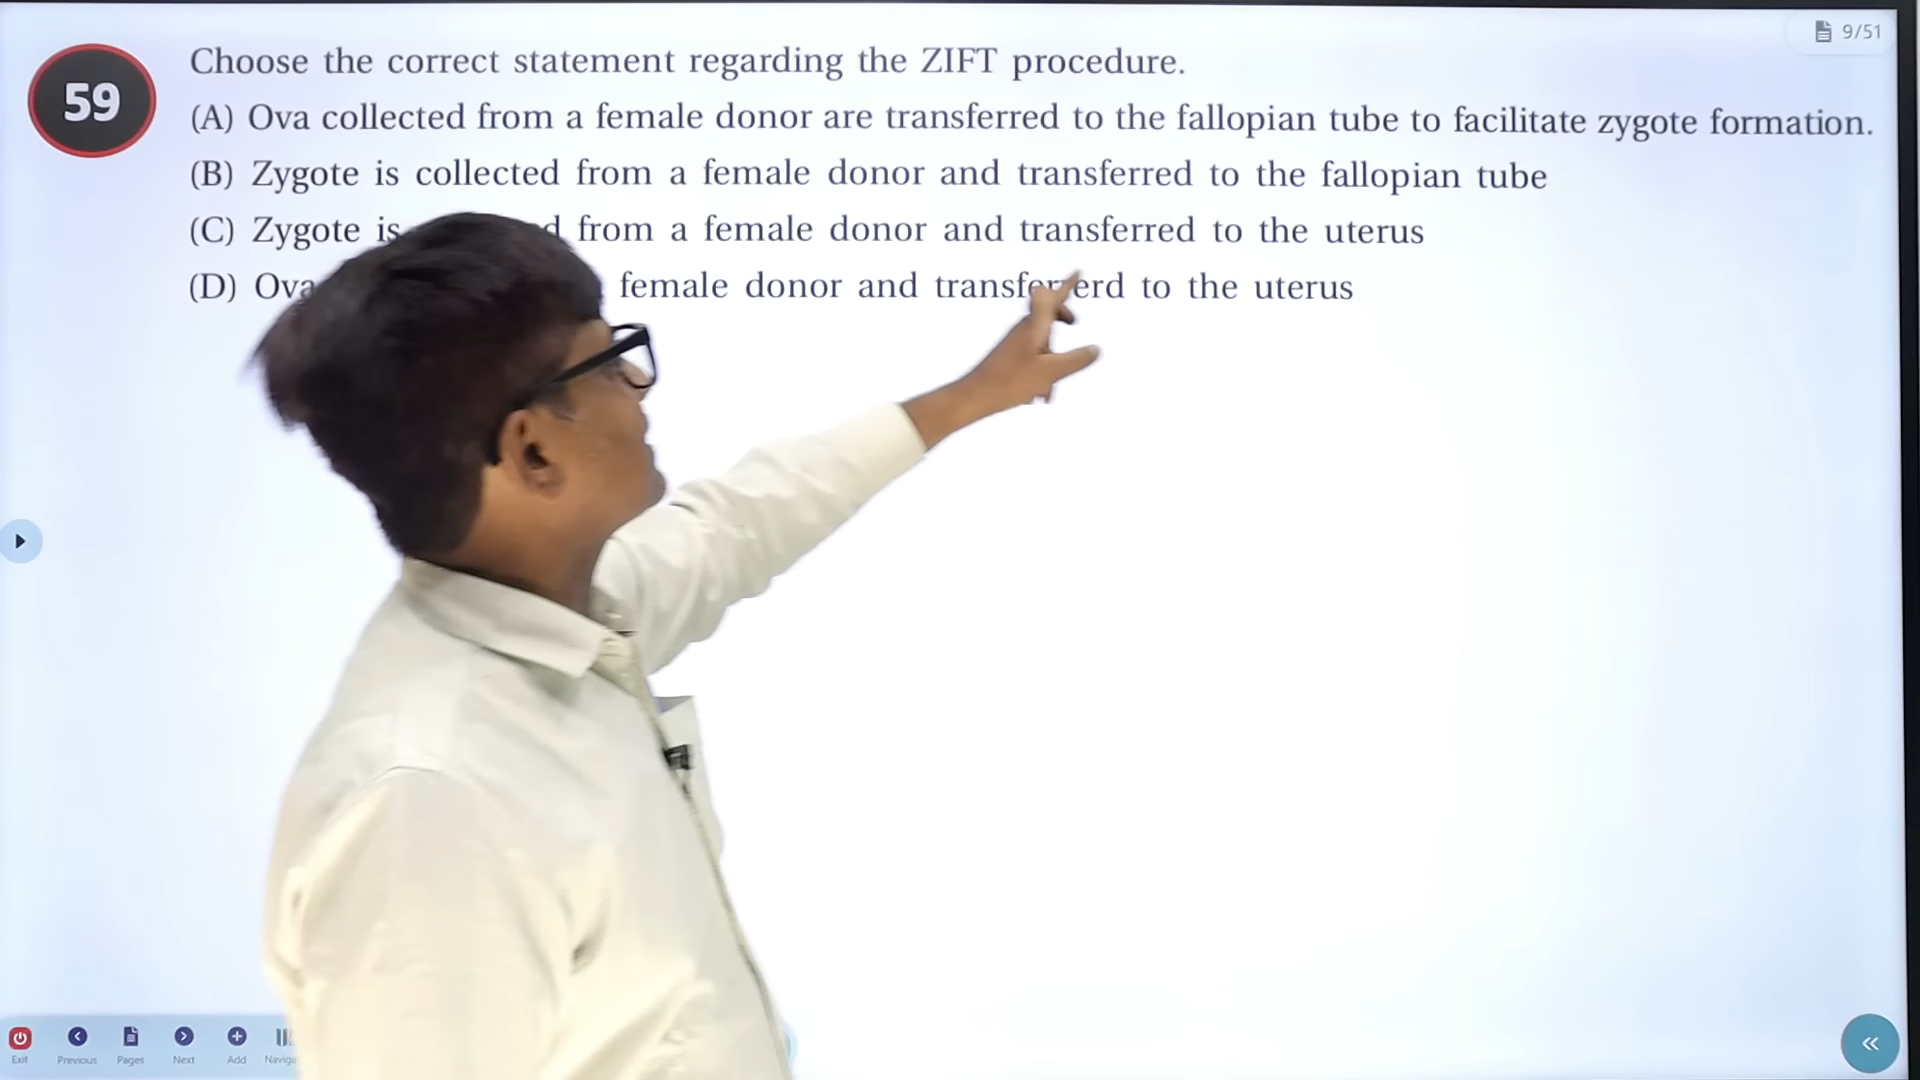 9/51
59
Choose the correct statement regarding the ZIFT procedure.
(A) Ova collected from a female donor are transferred to the fallopian tube to facilitate zygote formation.
(B) Zygote is collected from a female donor and transferred to the fallopian tube
(C) Zygote is from a female donor and transferred to the uterus
(D) Ova female donor and transferrerd to the uterus
Exit Previous Pages Next Add